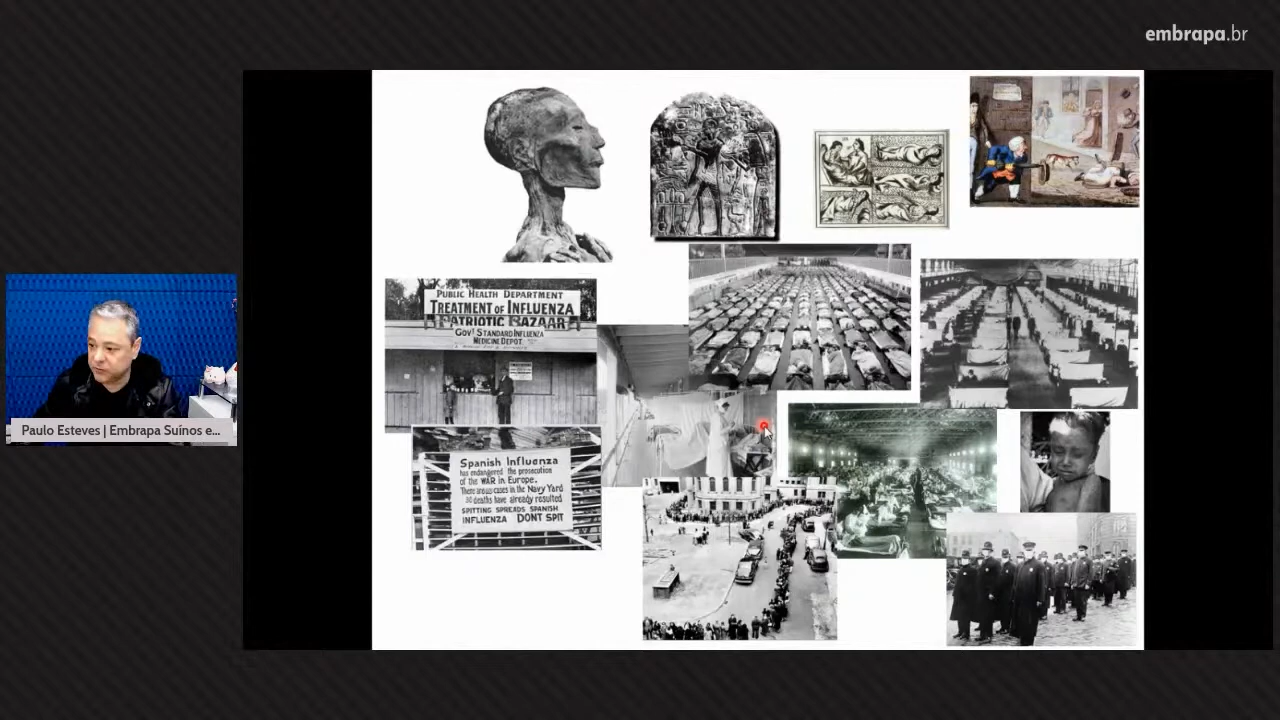 embrapa.br
PUBLIC HEALTH DEPARTMENT
TREATMENT OF INFLUENZA
PATRIOTIC BAZAAR
GOVT STANDARD INFLUENZA
MEDICINE DEPOT
Paulo Esteves | Embrapa Suínos e...
Spanish Influenza
has endangered the prosecution
of the WAR in Europe.
There are cases in the Navy Yard
deaths have already resulted
SPITTING SPREADS SPANISH
INFLUENZA DONT SPIT